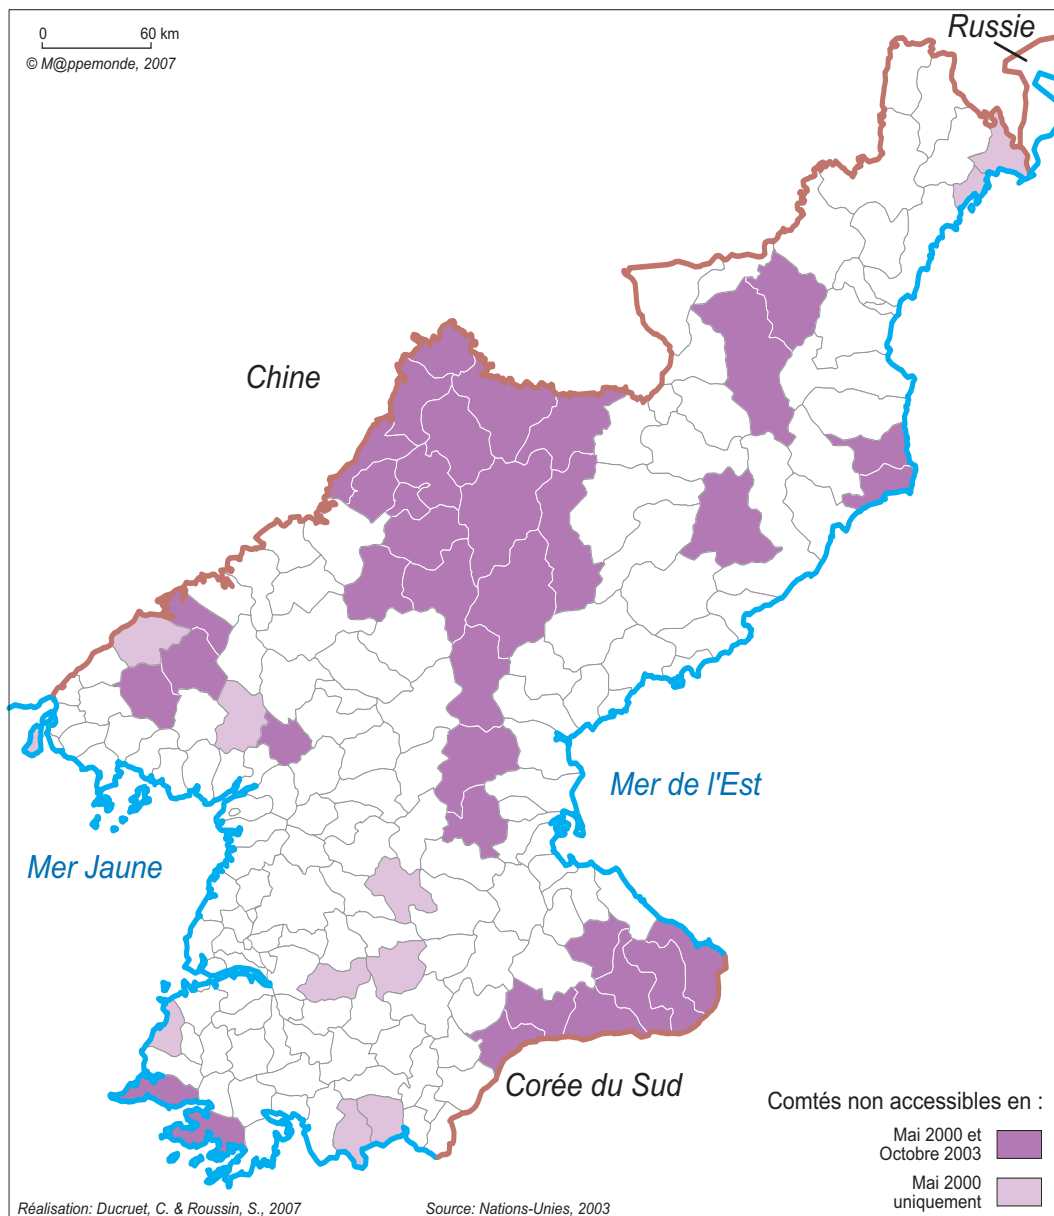 0 60 km
© M@ppemonde, 2007
Russie
Chine
Mer de l'Est
Mer Jaune
Corée du Sud
Comtés non accessibles en :
Mai 2000 et
Octobre 2003
Mai 2000
uniquement
Réalisation: Ducruet, C. & Roussin, S., 2007
Source: Nations-Unies, 2003